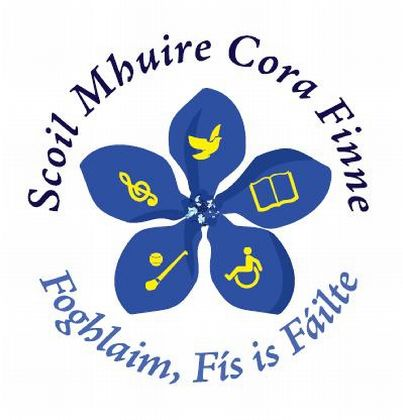 Scoil Mhuire Cora Finne
Foghlaim, Fís is Fáilte